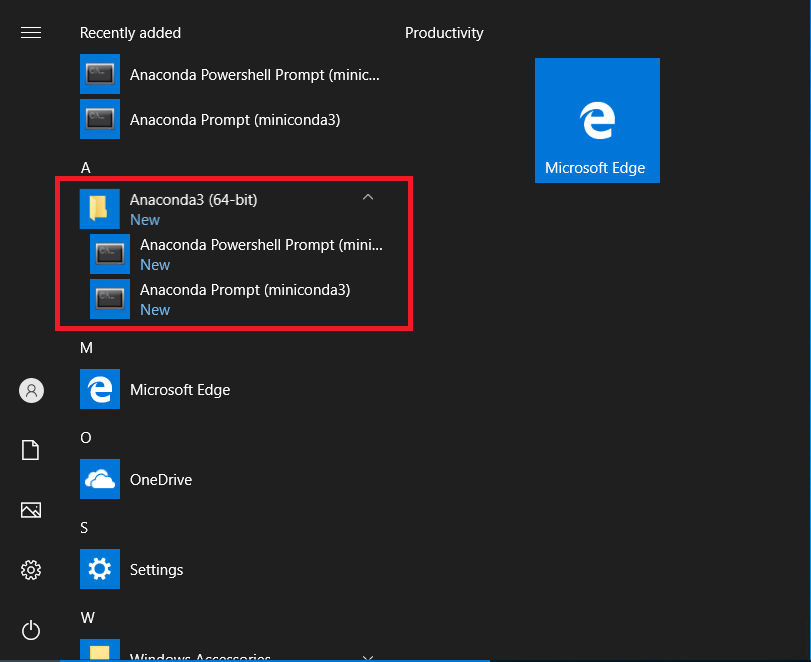 Recently added
Anaconda Powershell Prompt (minic...
Anaconda Prompt (miniconda3)
A
Anaconda3 (64-bit)
New
Anaconda Powershell Prompt (mini...
New
Anaconda Prompt (miniconda3)
New
M
Microsoft Edge
O
OneDrive
S
Settings
W
Windows Accessories
Productivity
Microsoft Edge